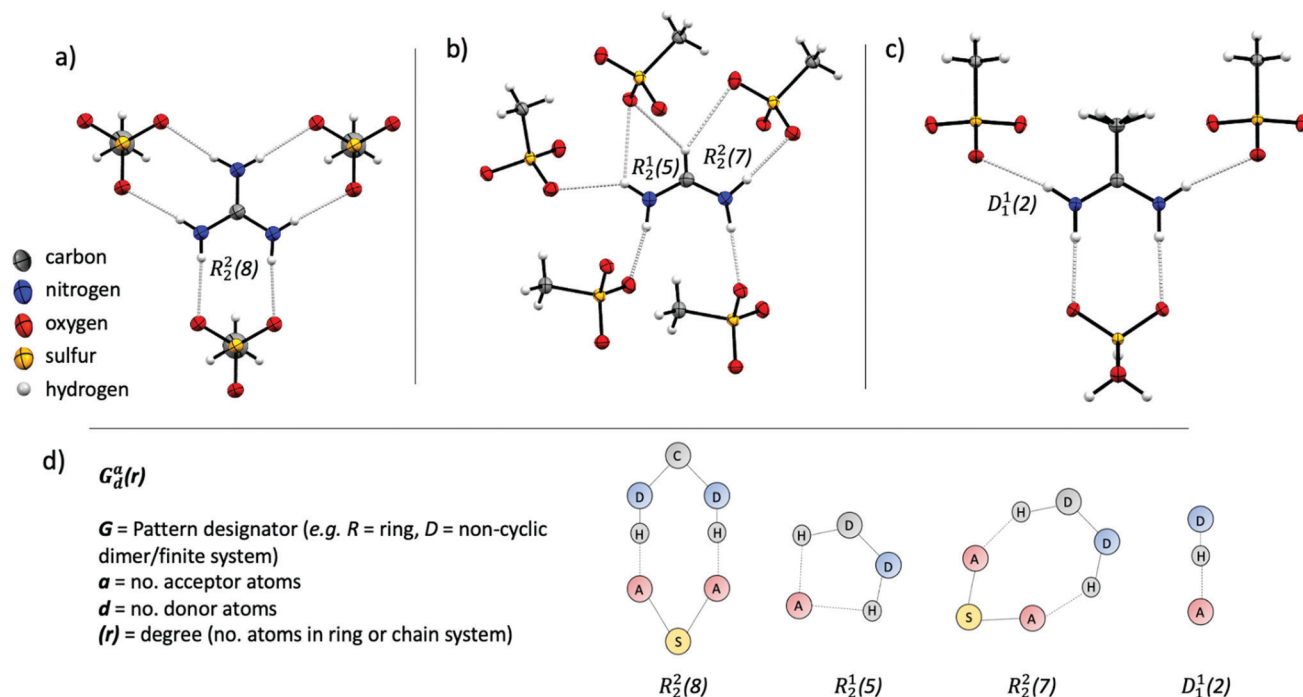 a)
b)
c)
R₂²(8)
R₂¹(5)
R₂²(7)
D₁¹(2)
carbon
nitrogen
oxygen
sulfur
hydrogen
d)
G_d^a(r)
G = Pattern designator (e.g. R = ring, D = non-cyclic
dimer/finite system)
a = no. acceptor atoms
d = no. donor atoms
(r) = degree (no. atoms in ring or chain system)
C
D D
H H
A A
S
R₂²(8)
H D
D
A H
R₂¹(5)
H D
A D
H
S A
R₂²(7)
D
H
A
D₁¹(2)